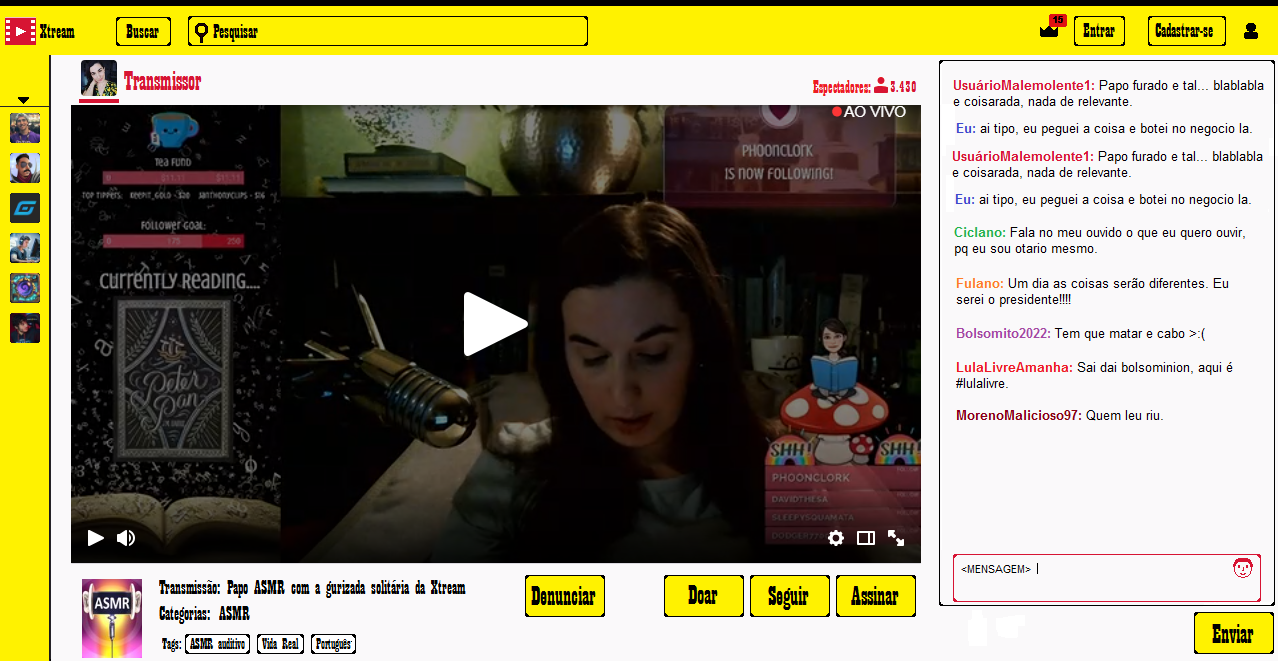 Xtream
Buscar
Pesquisar
15
Entrar
Cadastrar-se
Transmissor
Espectadores: 3.430
AO VIVO
TEA FUND
0 $11.11 $11.11
TOP TIPPERS: KEEPIT_GOLD - $20 JANTHONYCLIPS - $16
FOLLOWER GOAL:
0 175 250
CURRENTLY READING....
Peter Pan
PHOONCLORK
IS NOW FOLLOWING!
SHH!
SHH!
PHOONCLORK
DAVIDTHESA
SLEEPYSQUAMATA
Transmissão: Papo ASMR com a gurizada solitária da Xtream
ASMR
Categorias: ASMR
Tags: ASMR auditivo Vida Real Português
Denunciar
Doar
Seguir
Assinar
UsuárioMalemolente1: Papo furado e tal... blablabla
e coisarada, nada de relevante.
Eu: ai tipo, eu peguei a coisa e botei no negocio la.
UsuárioMalemolente1: Papo furado e tal... blablabla
e coisarada, nada de relevante.
Eu: ai tipo, eu peguei a coisa e botei no negocio la.
Ciclano: Fala no meu ouvido o que eu quero ouvir,
pq eu sou otario mesmo.
Fulano: Um dia as coisas serão diferentes. Eu
serei o presidente!!!!
Bolsomito2022: Tem que matar e cabo >:(
LulaLivreAmanha: Sai dai bolsominion, aqui é
#lulalivre.
MorenoMalicioso97: Quem leu riu.
<MENSAGEM>
Enviar